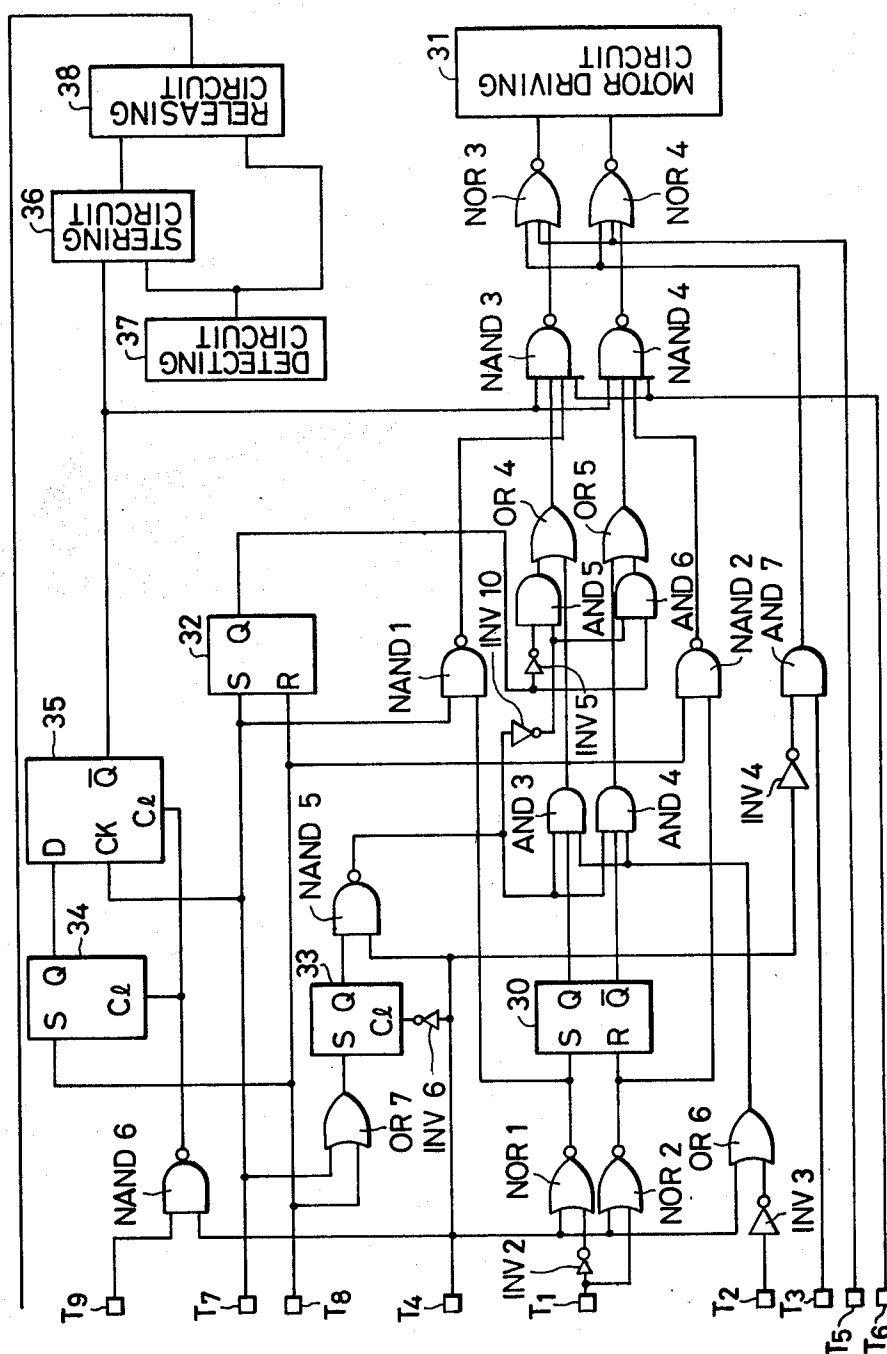 38
RELEASING
CIRCUIT
36
STERING
CIRCUIT
37
DETECTING
CIRCUIT
31
MOTOR DRIVING
CIRCUIT
NOR 3
NOR 4
NAND 3
NAND 4
35
D
CK
Q̅
Cℓ
34
S Q
Cℓ
32
S Q
R
NAND 1
INV 10
OR 4
OR 5
AND 5
AND 6
INV 5
NAND 2
AND 7
NAND 5
33
S Q
Cℓ
AND 3
AND 4
INV 4
30
S Q
R Q̅
NAND 6
OR 7
INV 6
NOR 1
NOR 2
OR 6
INV 2
INV 3
T9
T7
T8
T4
T1
T2
T3
T5
T6